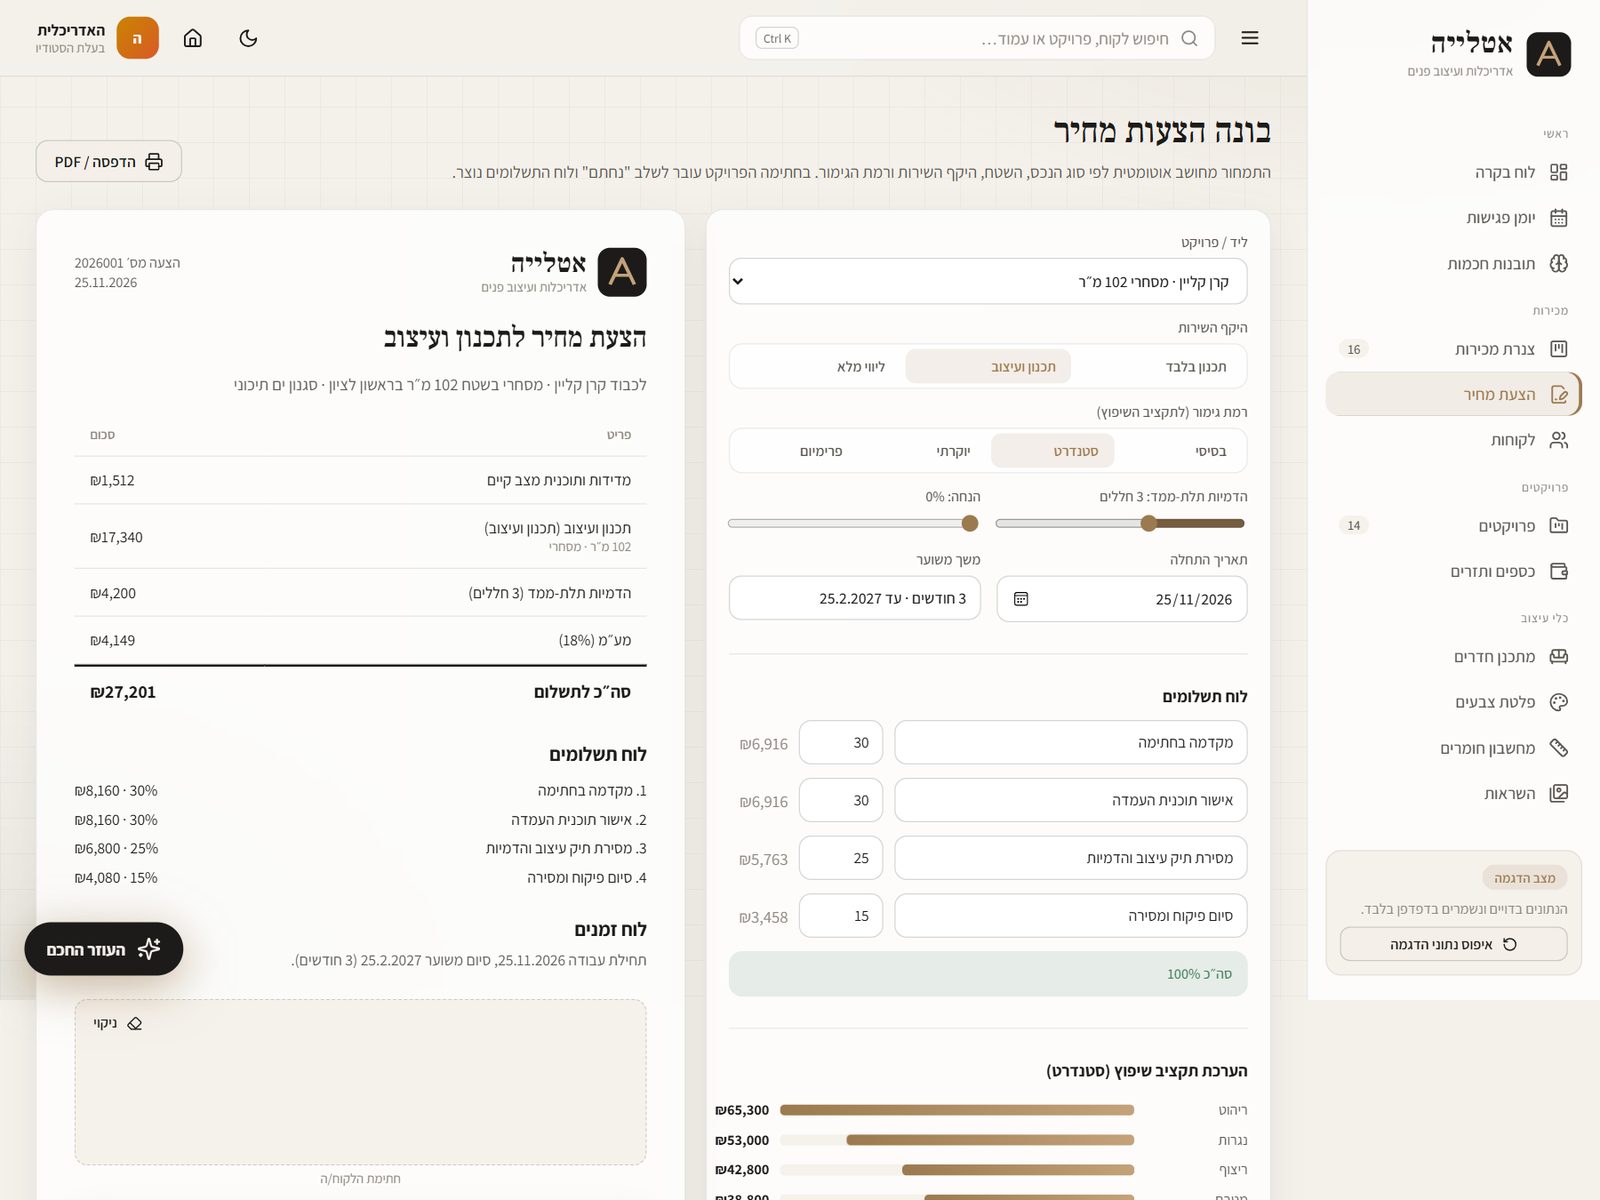 אטלייה
אדריכלות ועיצוב פנים
ראשי
לוח בקרה
יומן פגישות
תובנות חכמות
מכירות
צנרת מכירות 16
הצעת מחיר
לקוחות
פרויקטים
פרויקטים 14
כספים ותזרים
כלי עיצוב
מתכנן חדרים
פלטת צבעים
מחשבון חומרים
השראות
מצב הדגמה
הנתונים בדויים ונשמרים בדפדפן בלבד.
איפוס נתוני הדגמה
חיפוש לקוח, פרויקט או עמוד... Ctrl K
ה
האדריכלית
בעלת הסטודיו
בונה הצעות מחיר
התמחור מחושב אוטומטית לפי סוג הנכס, השטח, היקף השירות ורמת הגימור. בחתימה הפרויקט עובר לשלב "נחתם" ולוח התשלומים נוצר.
הדפסה / PDF
ליד / פרויקט
קרן קליין · מסחרי 102 מ״ר
היקף השירות
תכנון בלבד תכנון ועיצוב ליווי מלא
רמת גימור (לתקציב השיפוץ)
בסיסי סטנדרט יוקרתי פרימיום
הדמיות תלת-ממד: 3 חללים הנחה: 0%
תאריך התחלה משך משוער
25/11/2026 3 חודשים · עד 25.2.2027
לוח תשלומים
מקדמה בחתימה 30 ₪6,916
אישור תוכנית העמדה 30 ₪6,916
מסירת תיק עיצוב והדמיות 25 ₪5,763
סיום פיקוח ומסירה 15 ₪3,458
סה״כ 100%
הערכת תקציב שיפוץ (סטנדרט)
ריהוט ₪65,300
נגרות ₪53,000
ריצוף ₪42,800
₪38,800
אטלייה
אדריכלות ועיצוב פנים
הצעה מס׳ 2026001
25.11.2026
הצעת מחיר לתכנון ועיצוב
לכבוד קרן קליין · מסחרי בשטח 102 מ״ר בראשון לציון · סגנון ים תיכוני
פריט סכום
מדידות ותוכנית מצב קיים ₪1,512
תכנון ועיצוב (תכנון ועיצוב) ₪17,340
102 מ״ר · מסחרי
הדמיות תלת-ממד (3 חללים) ₪4,200
מע״מ (18%) ₪4,149
סה״כ לתשלום ₪27,201
לוח תשלומים
1. מקדמה בחתימה 30% · ₪8,160
2. אישור תוכנית העמדה 30% · ₪8,160
3. מסירת תיק עיצוב והדמיות 25% · ₪6,800
4. סיום פיקוח ומסירה 15% · ₪4,080
לוח זמנים
תחילת עבודה 25.11.2026, סיום משוער 25.2.2027 (3 חודשים).
ניקוי
חתימת הלקוח/ה
העוזר החכם